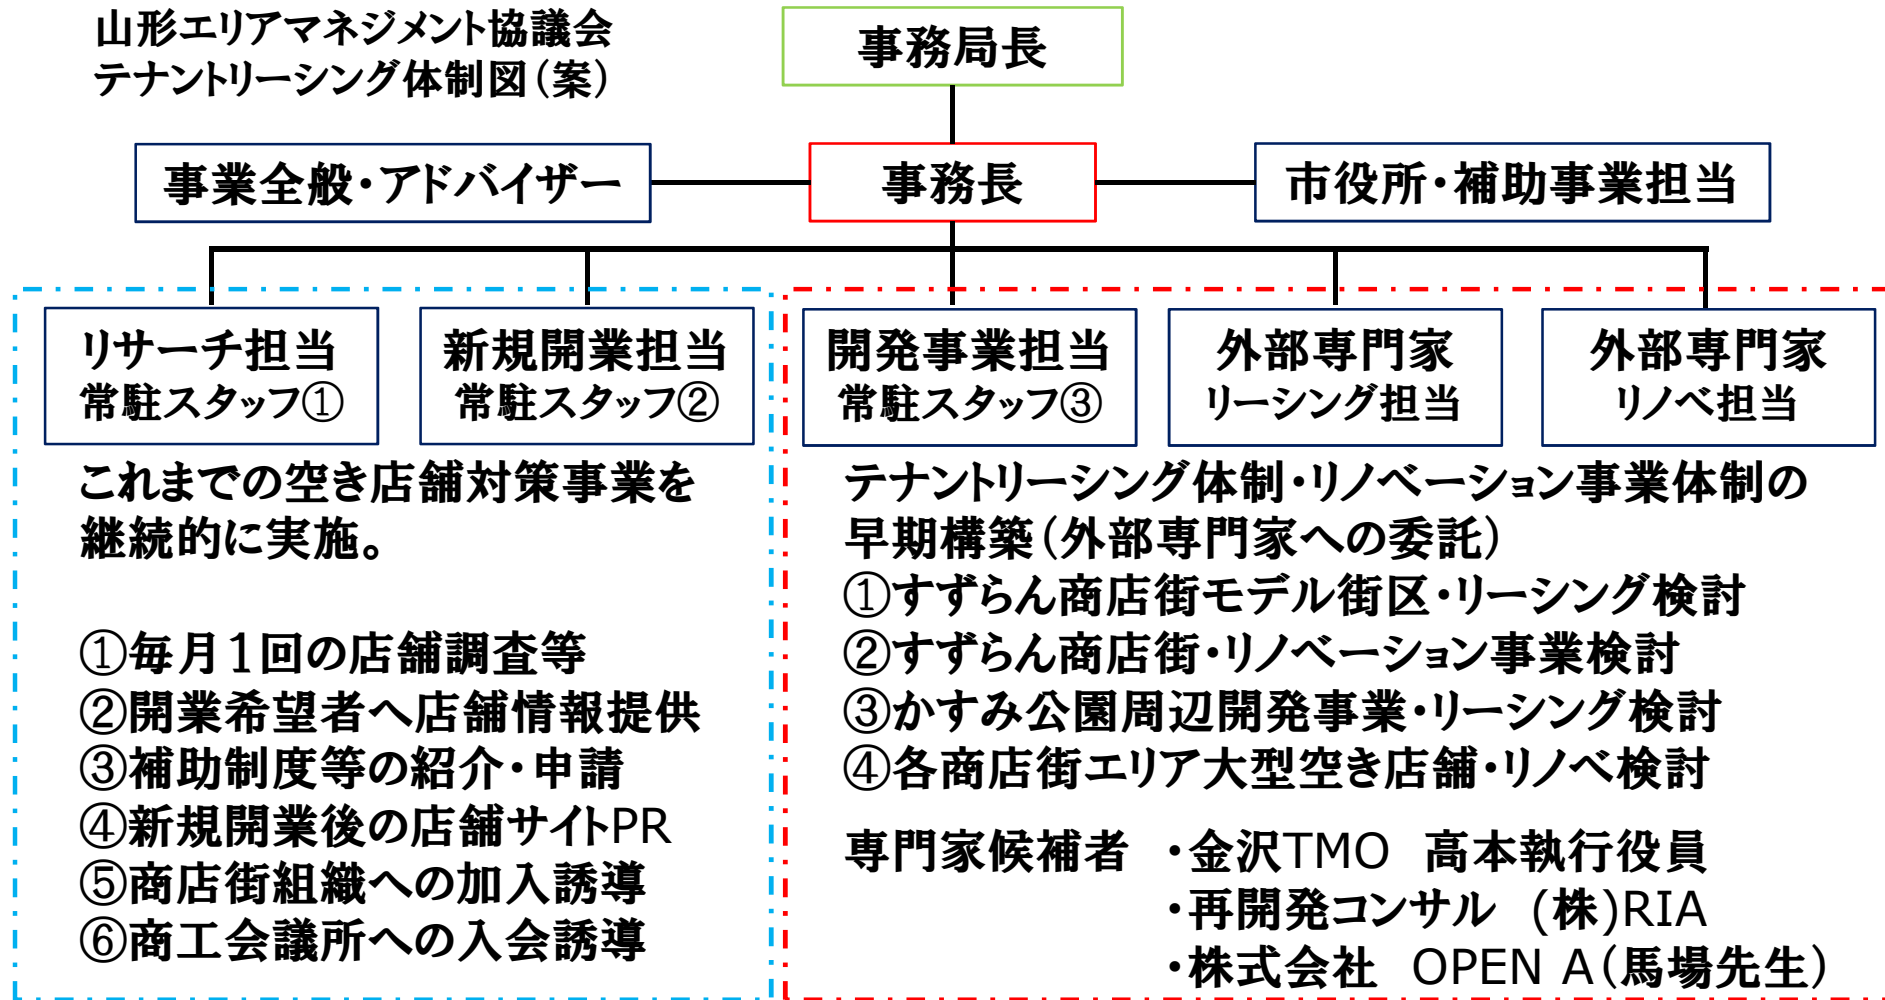 山形エリアマネジメント協議会
テナントリーシング体制図(案)
事務局長
事業全般・アドバイザー
事務長
市役所・補助事業担当
リサーチ担当
常駐スタッフ①
新規開業担当
常駐スタッフ②
開発事業担当
常駐スタッフ③
外部専門家
リーシング担当
外部専門家
リノベ担当
これまでの空き店舗対策事業を
継続的に実施。
①毎月1回の店舗調査等
②開業希望者へ店舗情報提供
③補助制度等の紹介・申請
④新規開業後の店舗サイトPR
⑤商店街組織への加入誘導
⑥商工会議所への入会誘導
テナントリーシング体制・リノベーション事業体制の
早期構築(外部専門家への委託)
①すずらん商店街モデル街区・リーシング検討
②すずらん商店街・リノベーション事業検討
③かすみ公園周辺開発事業・リーシング検討
④各商店街エリア大型空き店舗・リノベ検討
専門家候補者 ・金沢TMO 高本執行役員
・再開発コンサル (株)RIA
・株式会社 OPEN A(馬場先生)